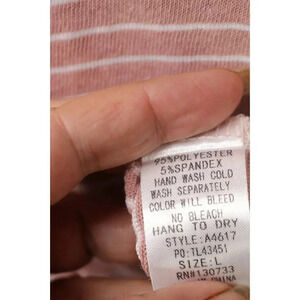 95%POLYESTER
5%SPANDEX
HAND WASH COLD
WASH SEPARATELY
COLOR WILL BLEED
NO BLEACH
HANG TO DRY
STYLE:A4617
PO:TL43451
SIZE:L
RN#130733
CHINA